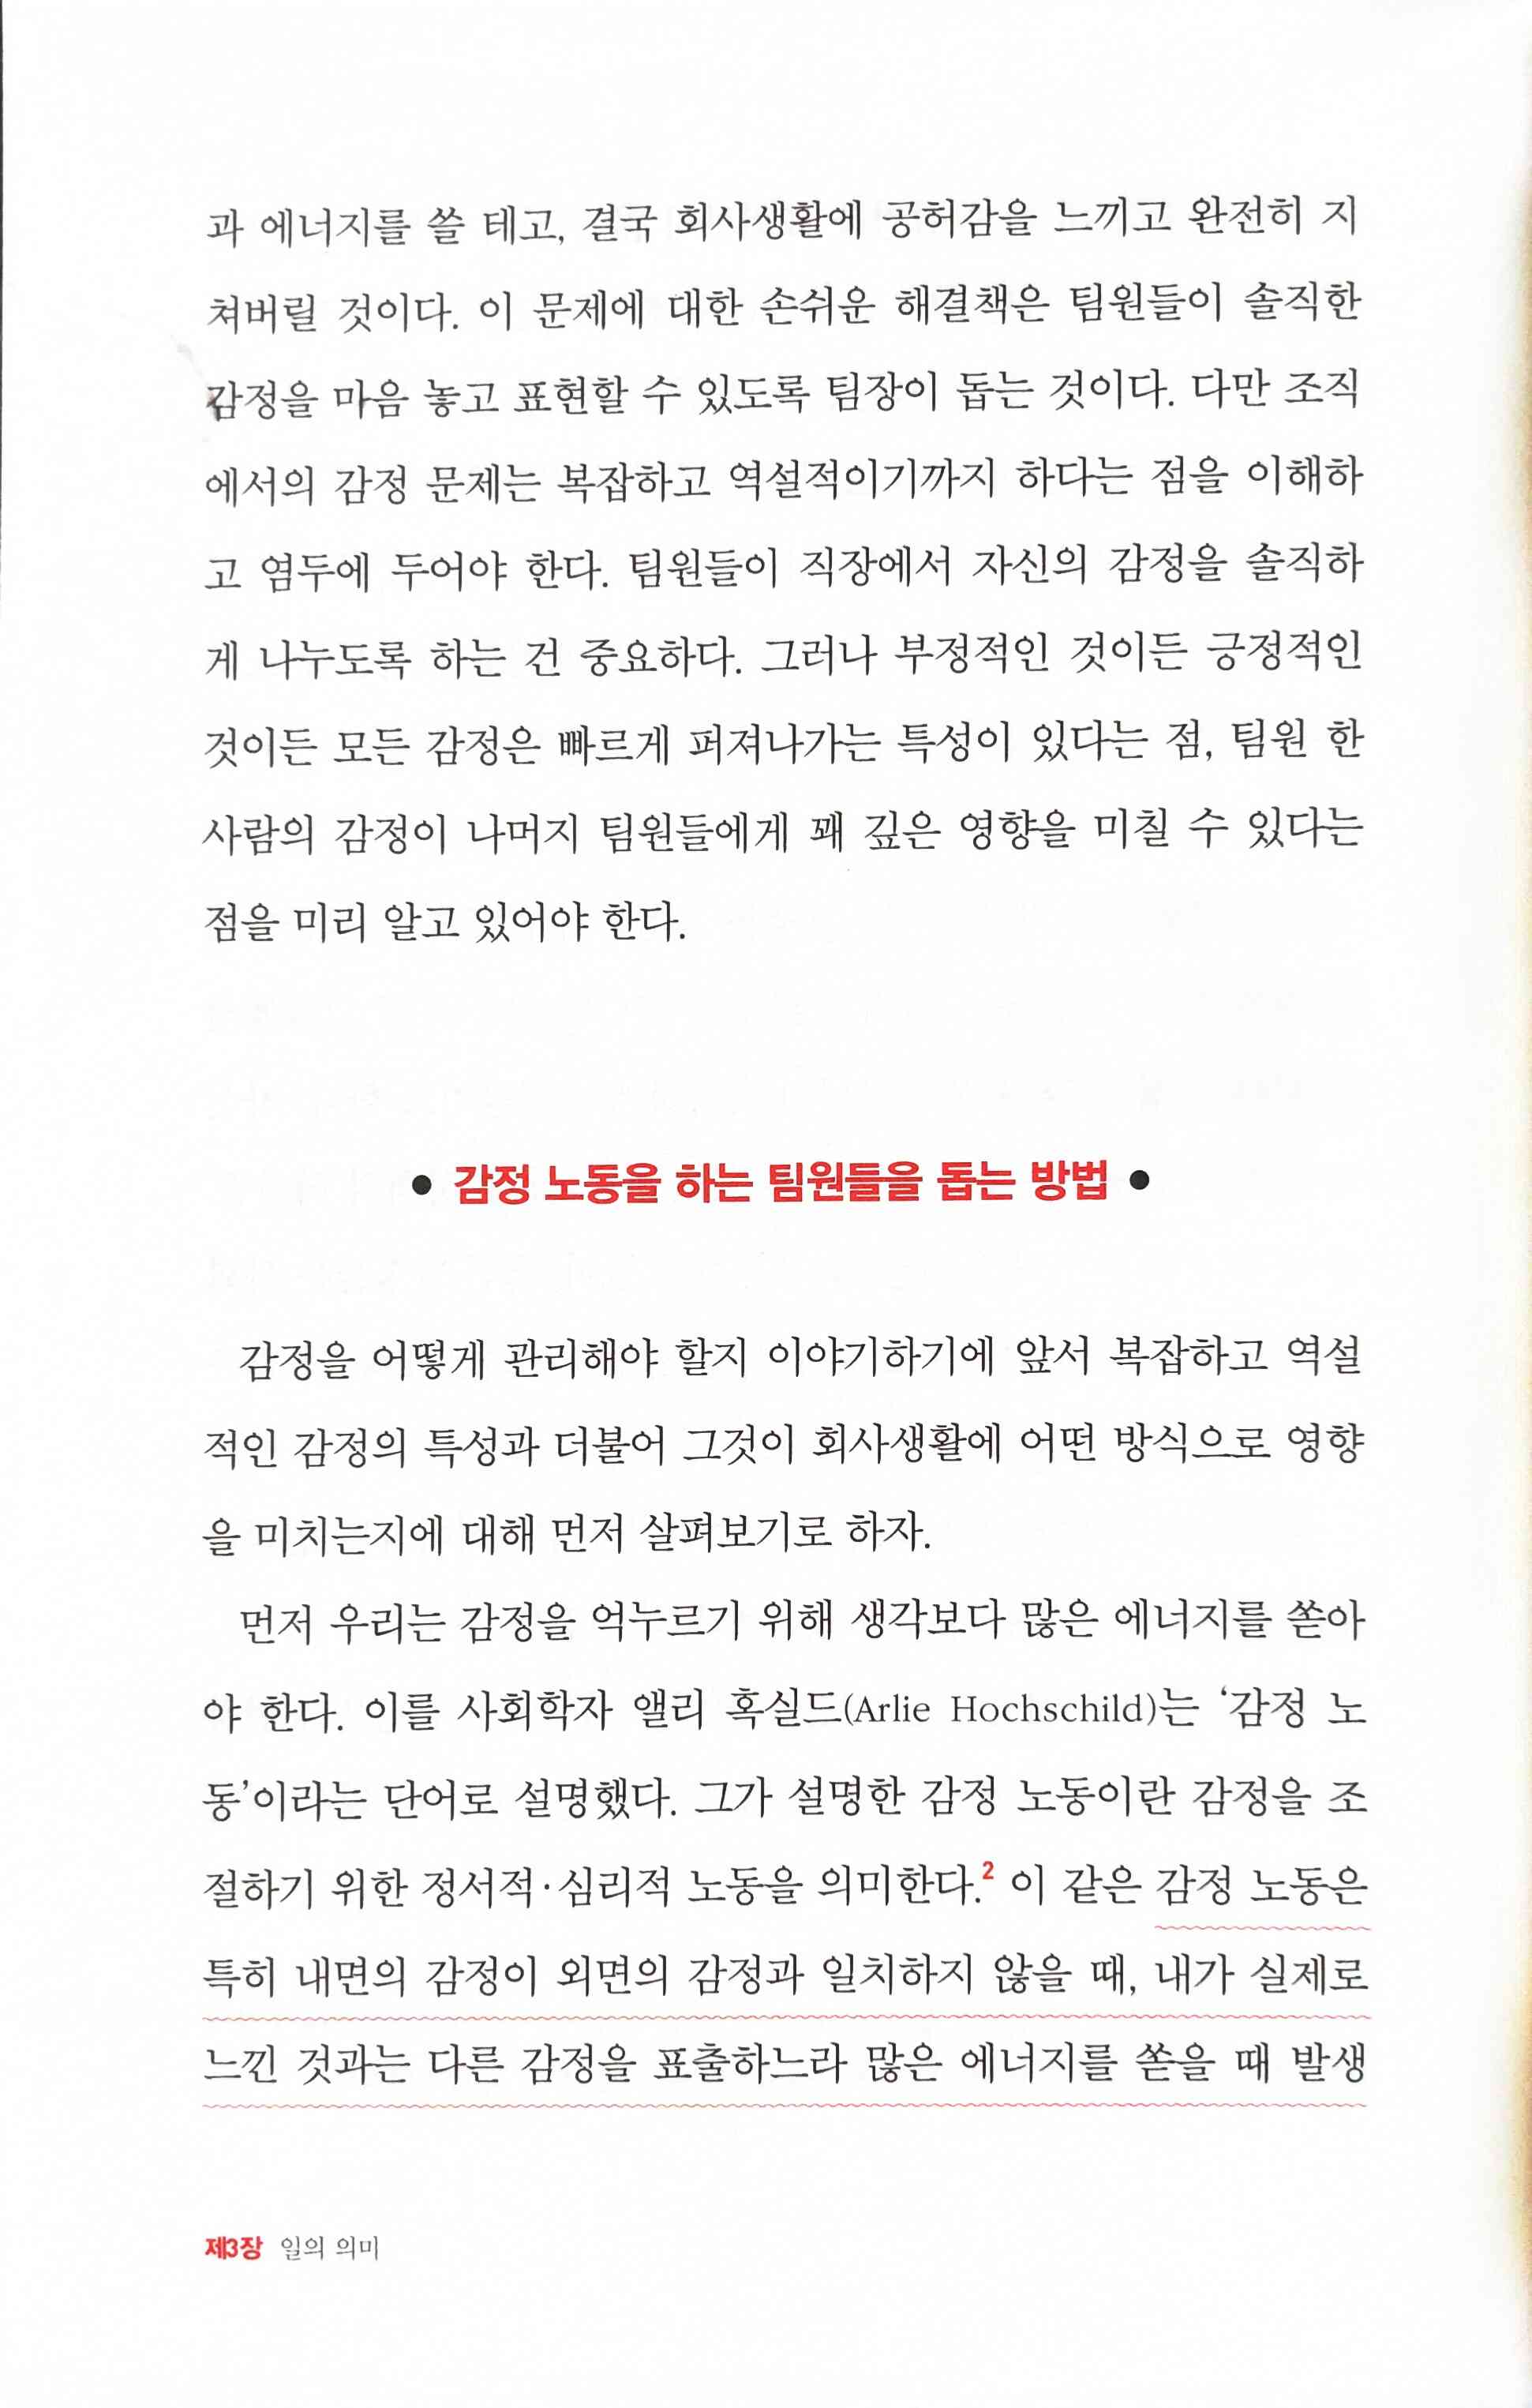 과 에너지를 쓸 테고, 결국 회사생활에 공허감을 느끼고 완전히 지
쳐버릴 것이다. 이 문제에 대한 손쉬운 해결책은 팀원들이 솔직한
감정을 마음 놓고 표현할 수 있도록 팀장이 돕는 것이다. 다만 조직
에서의 감정 문제는 복잡하고 역설적이기까지 하다는 점을 이해하
고 염두에 두어야 한다. 팀원들이 직장에서 자신의 감정을 솔직하
게 나누도록 하는 건 중요하다. 그러나 부정적인 것이든 긍정적인
것이든 모든 감정은 빠르게 퍼져나가는 특성이 있다는 점, 팀원 한
사람의 감정이 나머지 팀원들에게 꽤 깊은 영향을 미칠 수 있다는
점을 미리 알고 있어야 한다.
● 감정 노동을 하는 팀원들을 돕는 방법 ●
감정을 어떻게 관리해야 할지 이야기하기에 앞서 복잡하고 역설
적인 감정의 특성과 더불어 그것이 회사생활에 어떤 방식으로 영향
을 미치는지에 대해 먼저 살펴보기로 하자.
먼저 우리는 감정을 억누르기 위해 생각보다 많은 에너지를 쏟아
야 한다. 이를 사회학자 앨리 혹실드(Arlie Hochschild)는 ‘감정 노
동’이라는 단어로 설명했다. 그가 설명한 감정 노동이란 감정을 조
절하기 위한 정서적·심리적 노동을 의미한다.2 이 같은 감정 노동은
특히 내면의 감정이 외면의 감정과 일치하지 않을 때, 내가 실제로
느낀 것과는 다른 감정을 표출하느라 많은 에너지를 쏟을 때 발생
제3장 일의 의미